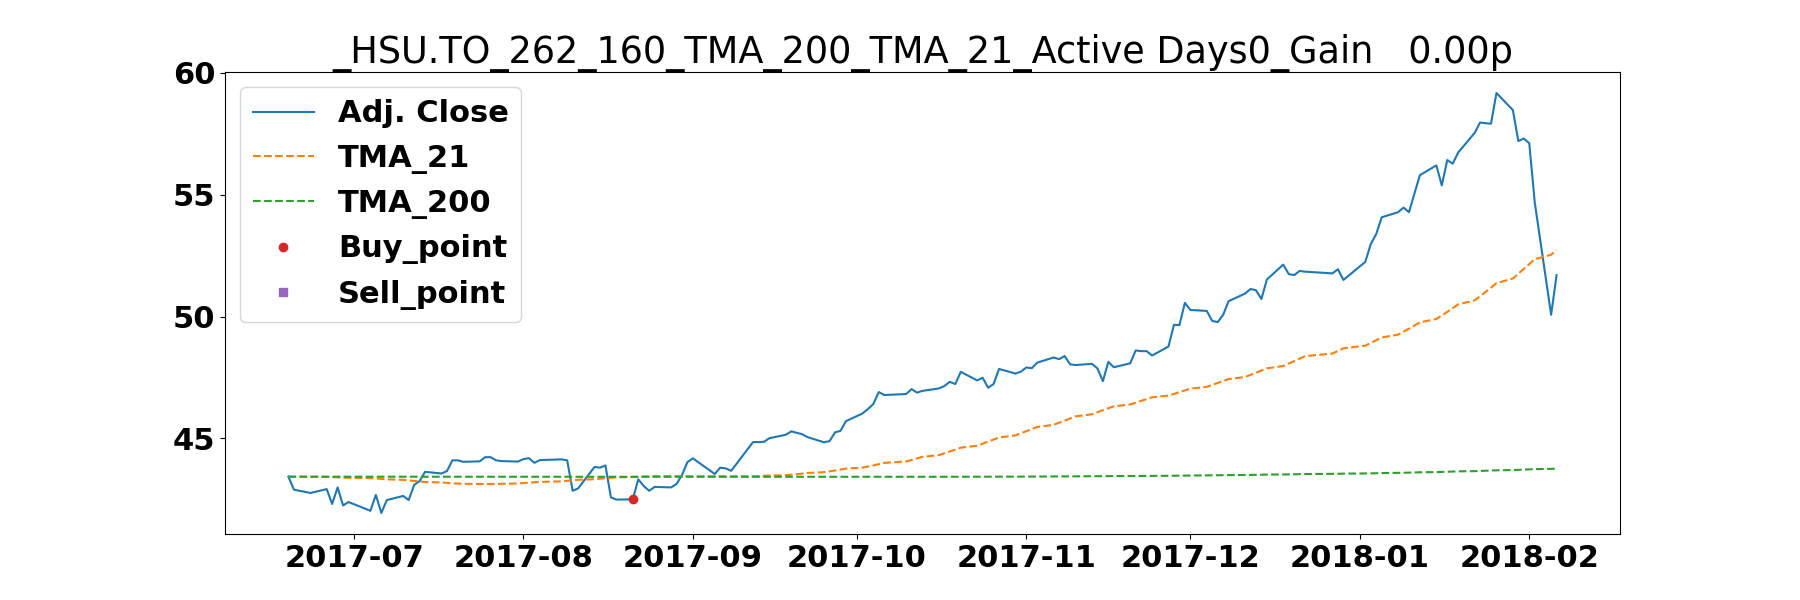 _HSU.TO_262_160_TMA_200_TMA_21_Active Days0_Gain   0.00p
60
55
50
45
Adj. Close
TMA_21
TMA_200
Buy_point
Sell_point
2017-07 2017-08 2017-09 2017-10 2017-11 2017-12 2018-01 2018-02